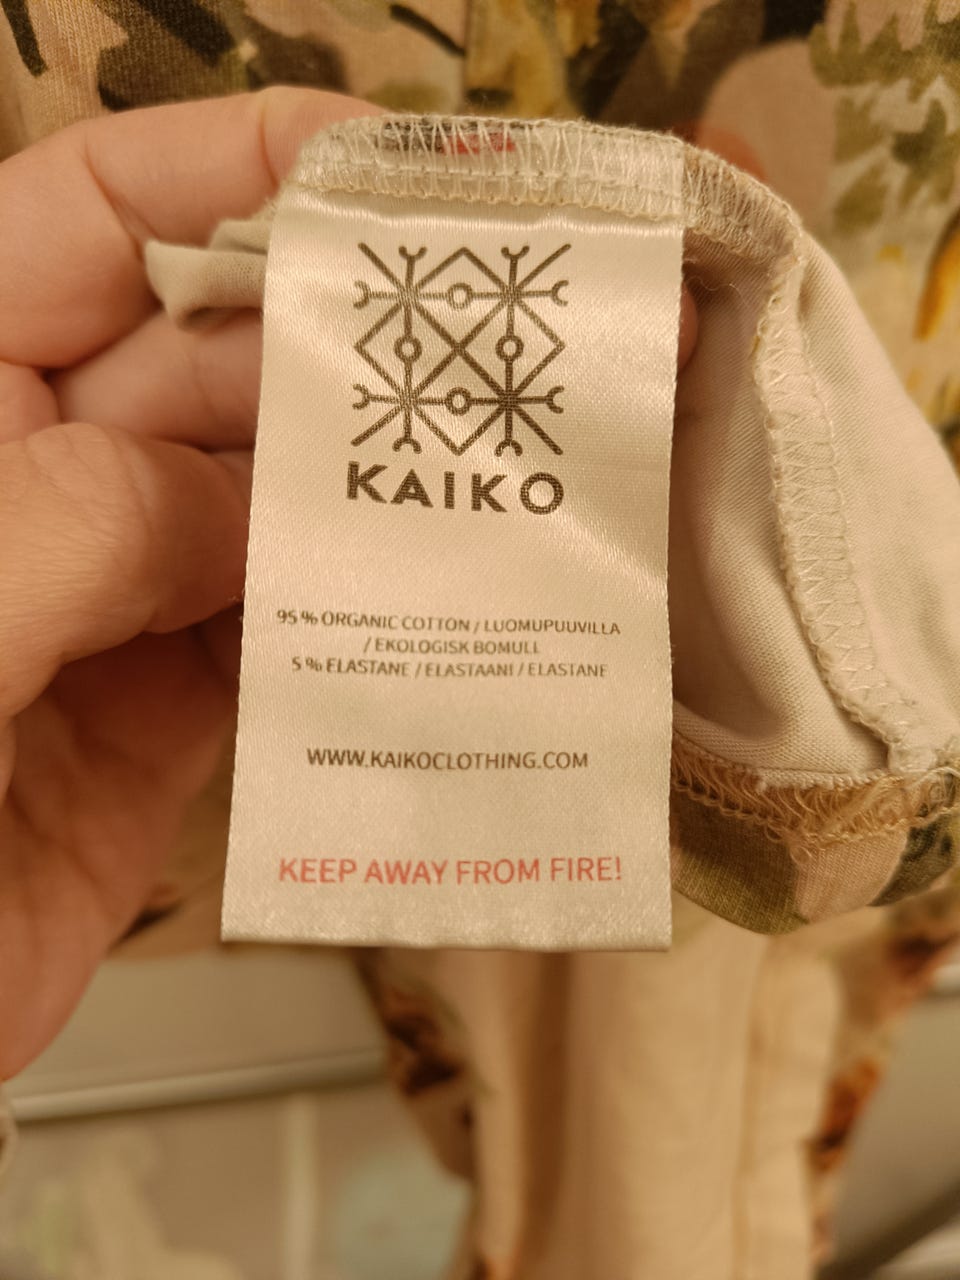 KAIKO
95 % ORGANIC COTTON / LUOMUPUUVILLA
/ EKOLOGISK BOMULL
5 % ELASTANE / ELASTAANI / ELASTANE
WWW.KAIKOCLOTHING.COM
KEEP AWAY FROM FIRE!